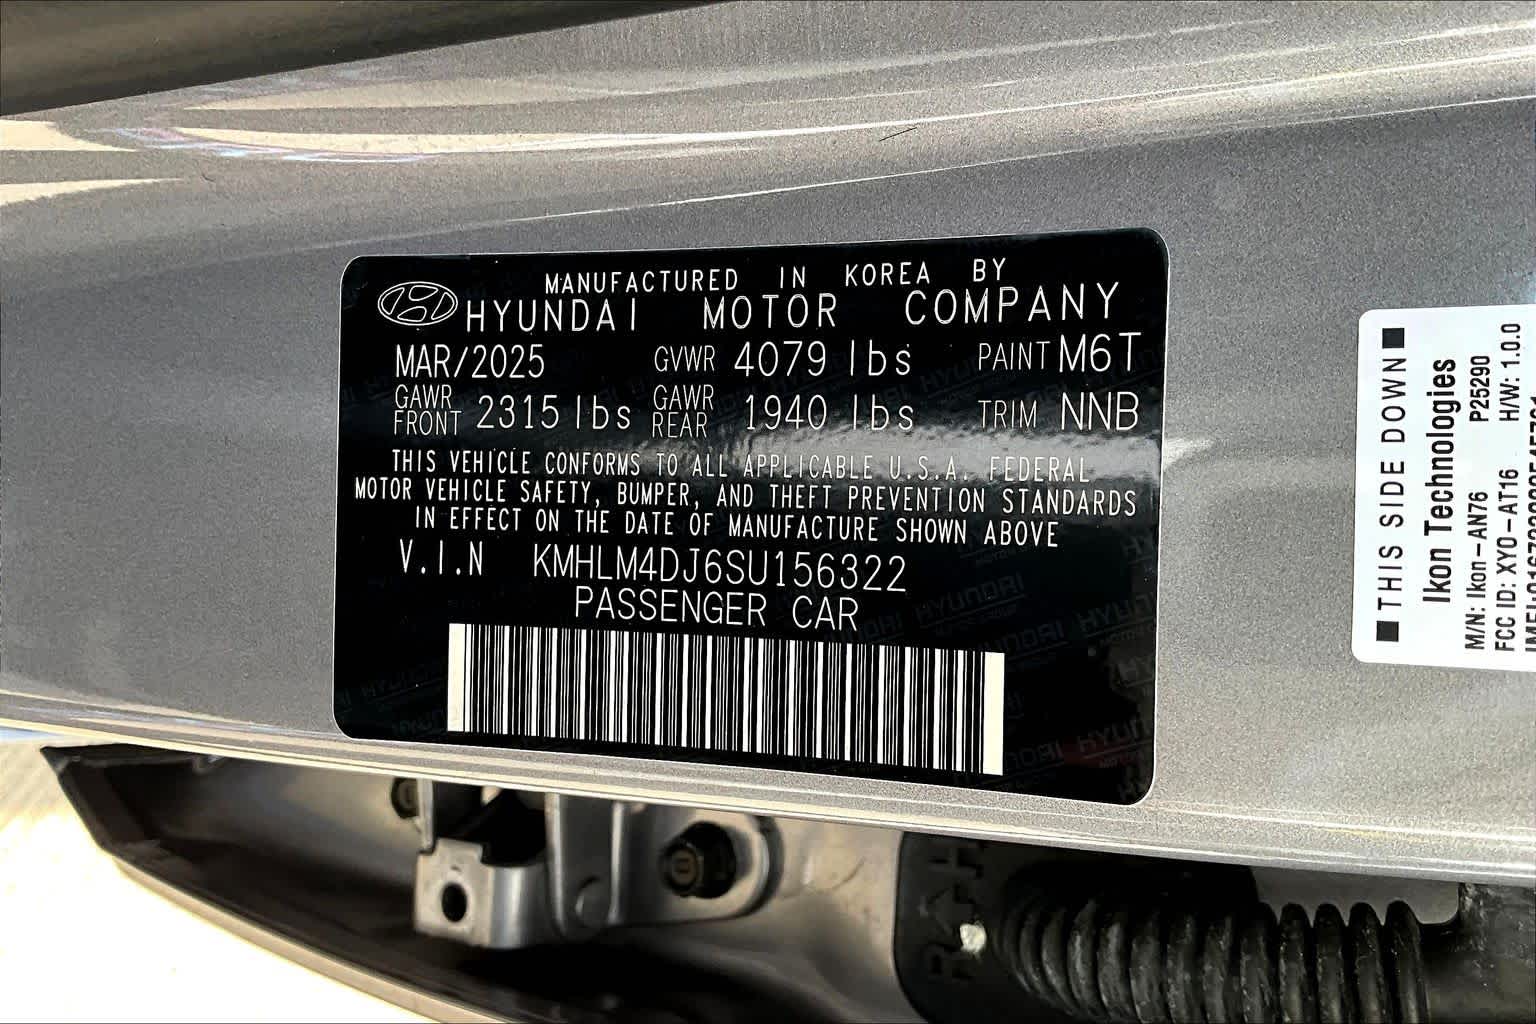 MANUFACTURED IN KOREA BY
HYUNDAI MOTOR COMPANY
MAR/2025 GVWR 4079 lbs PAINT M6T
GAWR FRONT 2315 lbs GAWR REAR 1940 lbs TRIM NNB
THIS VEHICLE CONFORMS TO ALL APPLICABLE U.S.A. FEDERAL
MOTOR VEHICLE SAFETY, BUMPER, AND THEFT PREVENTION STANDARDS
IN EFFECT ON THE DATE OF MANUFACTURE SHOWN ABOVE
V.I.N KMHLM4DJ6SU156322
PASSENGER CAR
THIS SIDE DOWN
Ikon Technologies
M/N: Ikon-AN76 P25290
FCC ID: XY0-AT16 H/W: 1.0.0